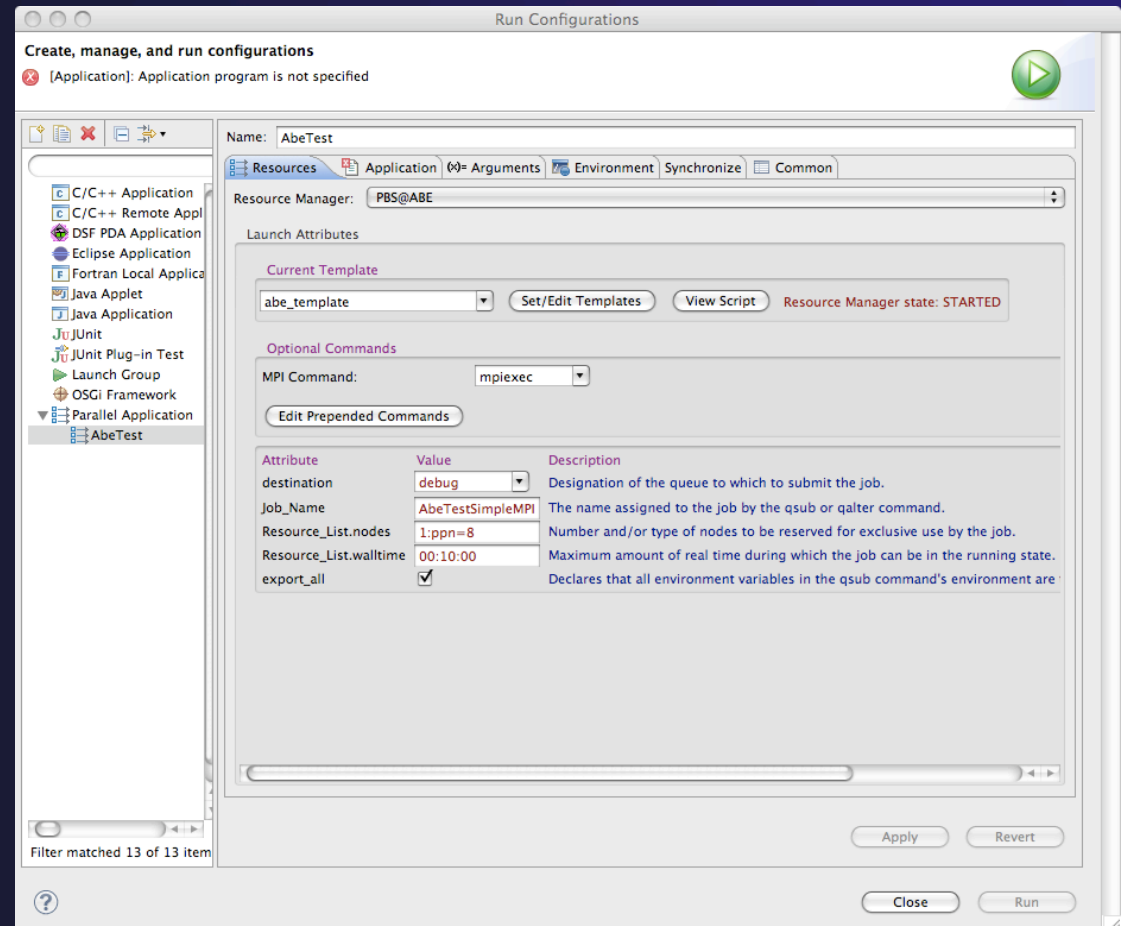 Run Configurations
Create, manage, and run configurations
[Application]: Application program is not specified
Name: AbeTest
Resources Application (x)= Arguments Environment Synchronize Common
Resource Manager: PBS@ABE
Launch Attributes
Current Template
abe_template Set/Edit Templates View Script Resource Manager state: STARTED
Optional Commands
MPI Command: mpiexec
Edit Prepended Commands
Attribute Value Description
destination debug Designation of the queue to which to submit the job.
Job_Name AbeTestSimpleMPI The name assigned to the job by the qsub or qalter command.
Resource_List.nodes 1:ppn=8 Number and/or type of nodes to be reserved for exclusive use by the job.
Resource_List.walltime 00:10:00 Maximum amount of real time during which the job can be in the running state.
export_all Declares that all environment variables in the qsub command's environment are
C/C++ Application
C/C++ Remote Appl
DSF PDA Application
Eclipse Application
Fortran Local Applica
Java Applet
Java Application
JUnit
JUnit Plug-in Test
Launch Group
OSGi Framework
Parallel Application
AbeTest
Filter matched 13 of 13 item
Apply Revert
Close Run